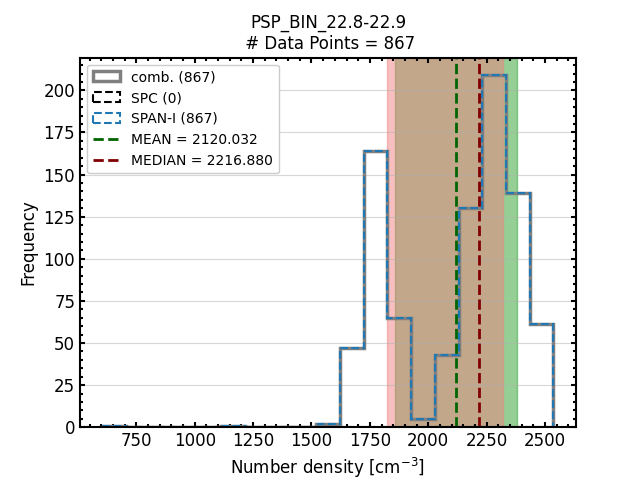 PSP_BIN_22.8-22.9
# Data Points = 867
comb. (867)
SPC (0)
SPAN-I (867)
MEAN = 2120.032
MEDIAN = 2216.880
Frequency
200
175
150
125
100
75
50
25
0
750 1000 1250 1500 1750 2000 2250 2500
Number density [cm⁻³]